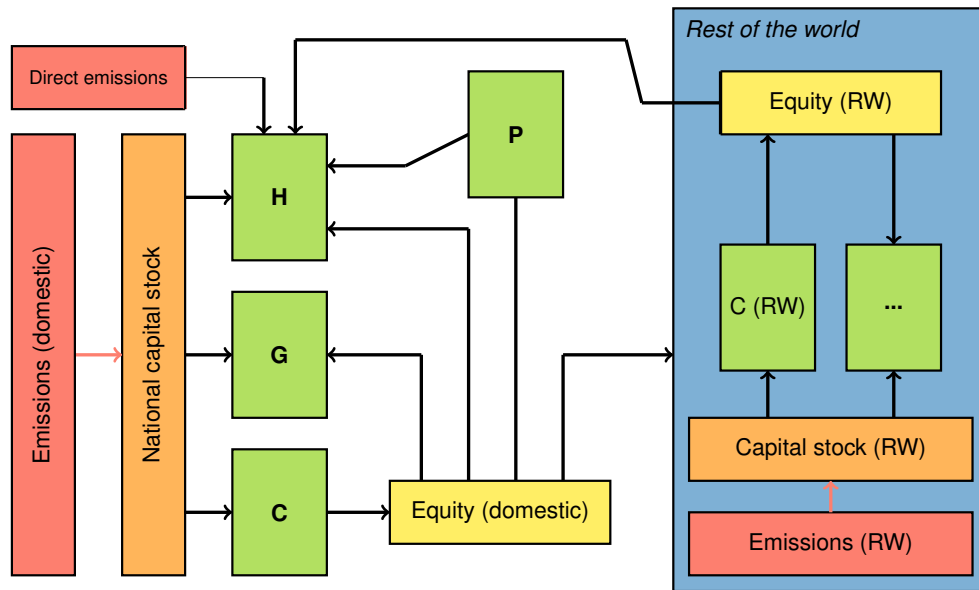 Rest of the world
Direct emissions
Equity (RW)
P
H
Emissions (domestic)
National capital stock
C (RW)
...
G
Capital stock (RW)
C
Equity (domestic)
Emissions (RW)